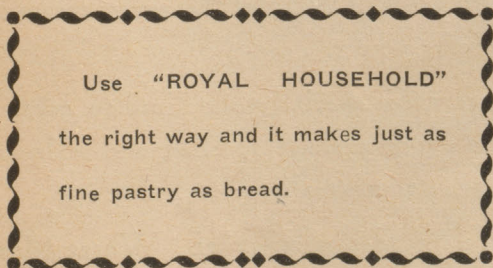 Use "ROYAL HOUSEHOLD"
the right way and it makes just as
fine pastry as bread.